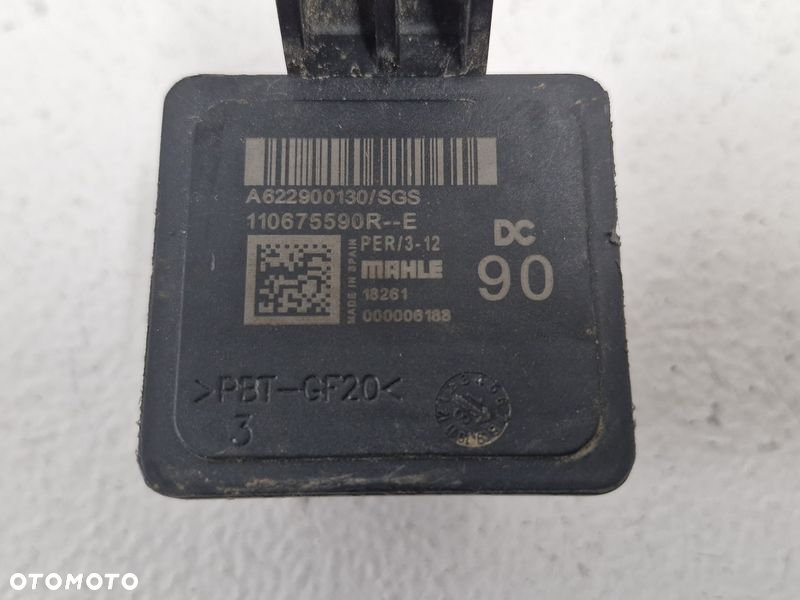 A622900130/SGS
110675590R--E
MADE IN SPAIN
PER/3-12
MAHLE
18261
000006188
DC
90
>PBT-GF20<
3
OTOMOTO